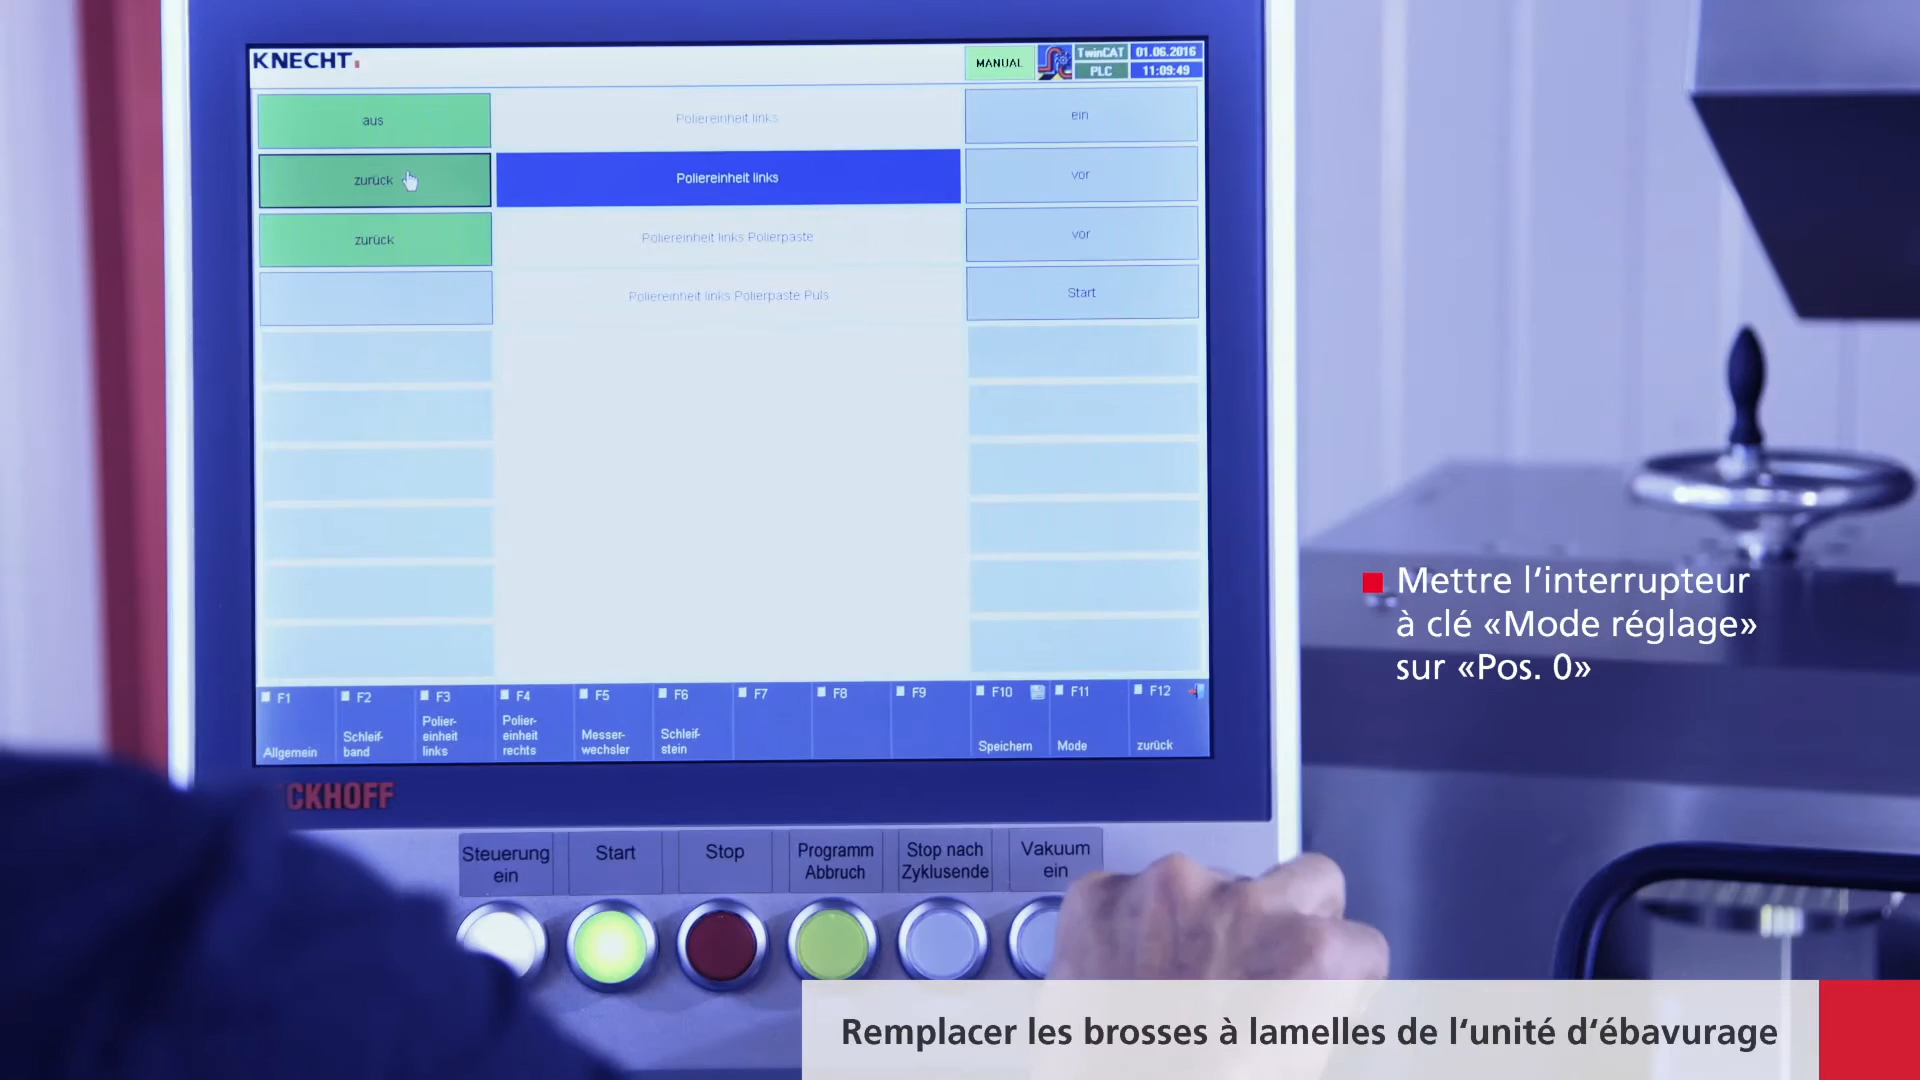 KNECHT
MANUAL
TwinCAT
PLC
01.06.2016
11:09:49
aus
Poliereinheit links
ein
zurück
Poliereinheit links
vor
zurück
Poliereinheit links Polierpaste
vor
Poliereinheit links Polierpaste Puls
Start
F1
Allgemein
F2
Schleif-
band
F3
Polier-
einheit
links
F4
Polier-
einheit
rechts
F5
Messer-
wechsler
F6
Schleif-
stein
F7
F8
F9
F10
Speichern
F11
Mode
F12
zurück
CKHOFF
Steuerung
ein
Start
Stop
Programm
Abbruch
Stop nach
Zyklusende
Vakuum
ein
Mettre l‘interrupteur
à clé «Mode réglage»
sur «Pos. 0»
Remplacer les brosses à lamelles de l‘unité d‘ébavurage